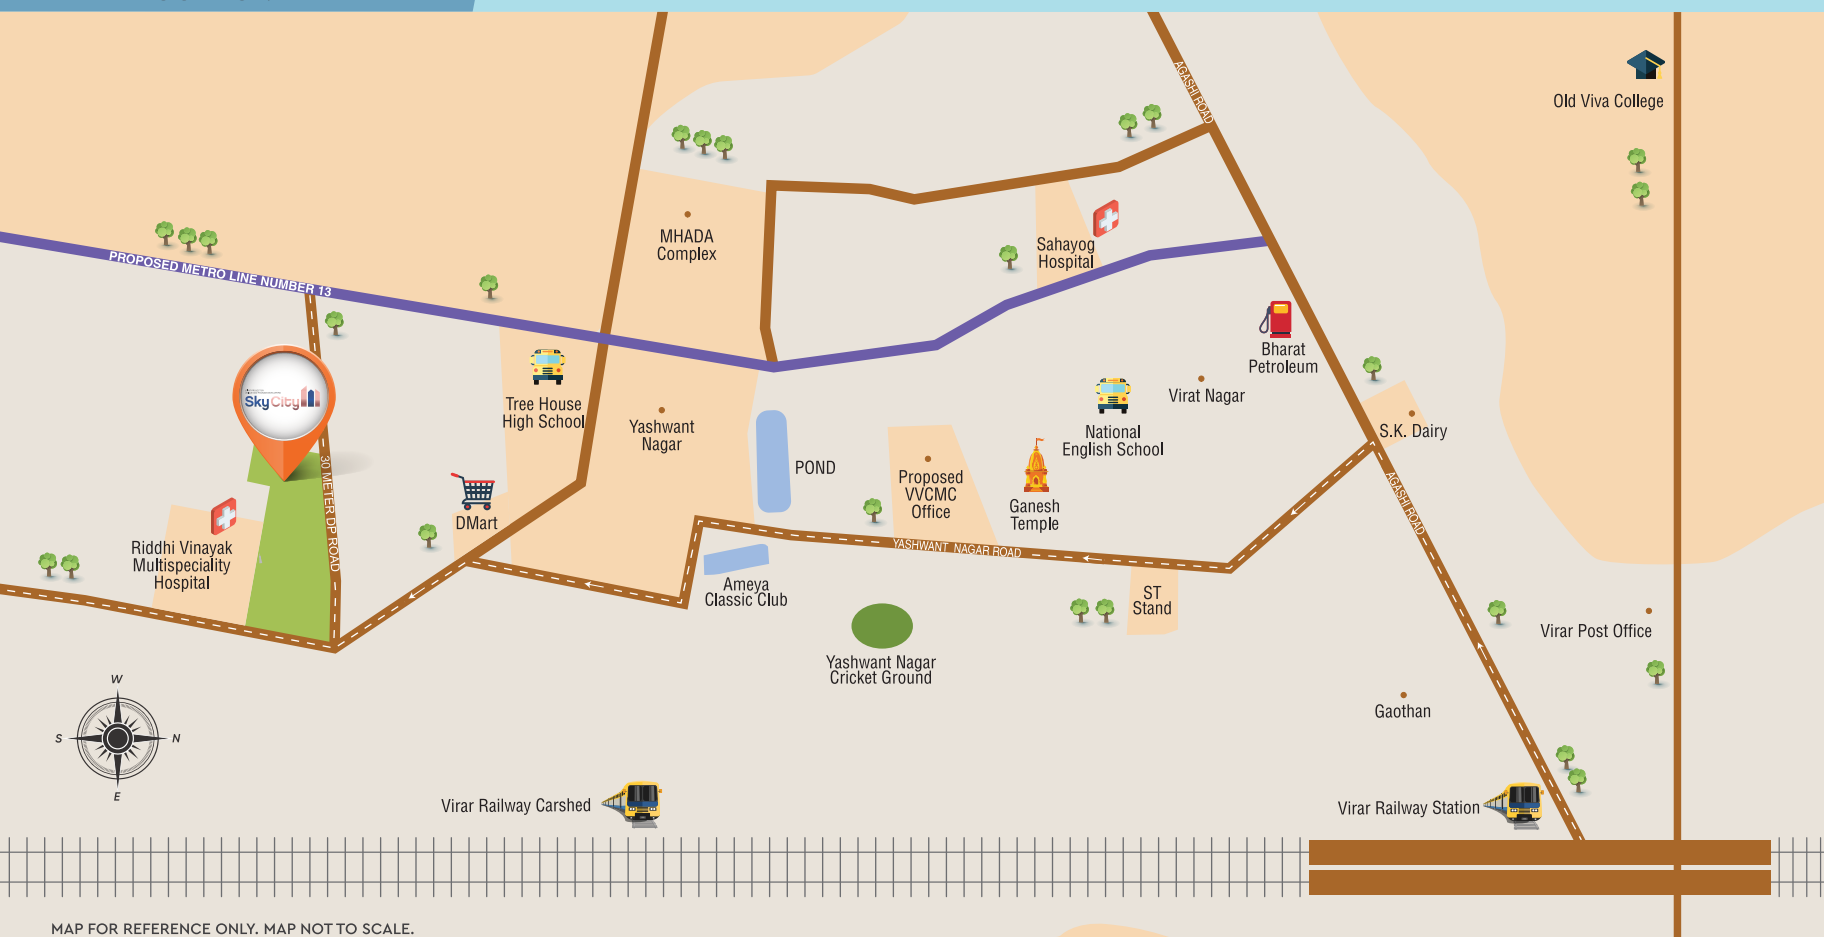 AGASHI ROAD
Old Viva College
MHADA
Complex
Sahayog
Hospital
PROPOSED METRO LINE NUMBER 13
Bharat
Petroleum
SkyCity
Tree House
High School
Yashwant
Nagar
Virat Nagar
National
English School
S.K. Dairy
POND
Proposed
VVCMC
Office
Ganesh
Temple
30 METER DP ROAD
DMart
AGASHI ROAD
Riddhi Vinayak
Multispeciality
Hospital
YASHWANT NAGAR ROAD
Ameya
Classic Club
ST
Stand
Virar Post Office
Yashwant Nagar
Cricket Ground
W
S
N
E
Gaothan
Virar Railway Carshed
Virar Railway Station
MAP FOR REFERENCE ONLY. MAP NOT TO SCALE.